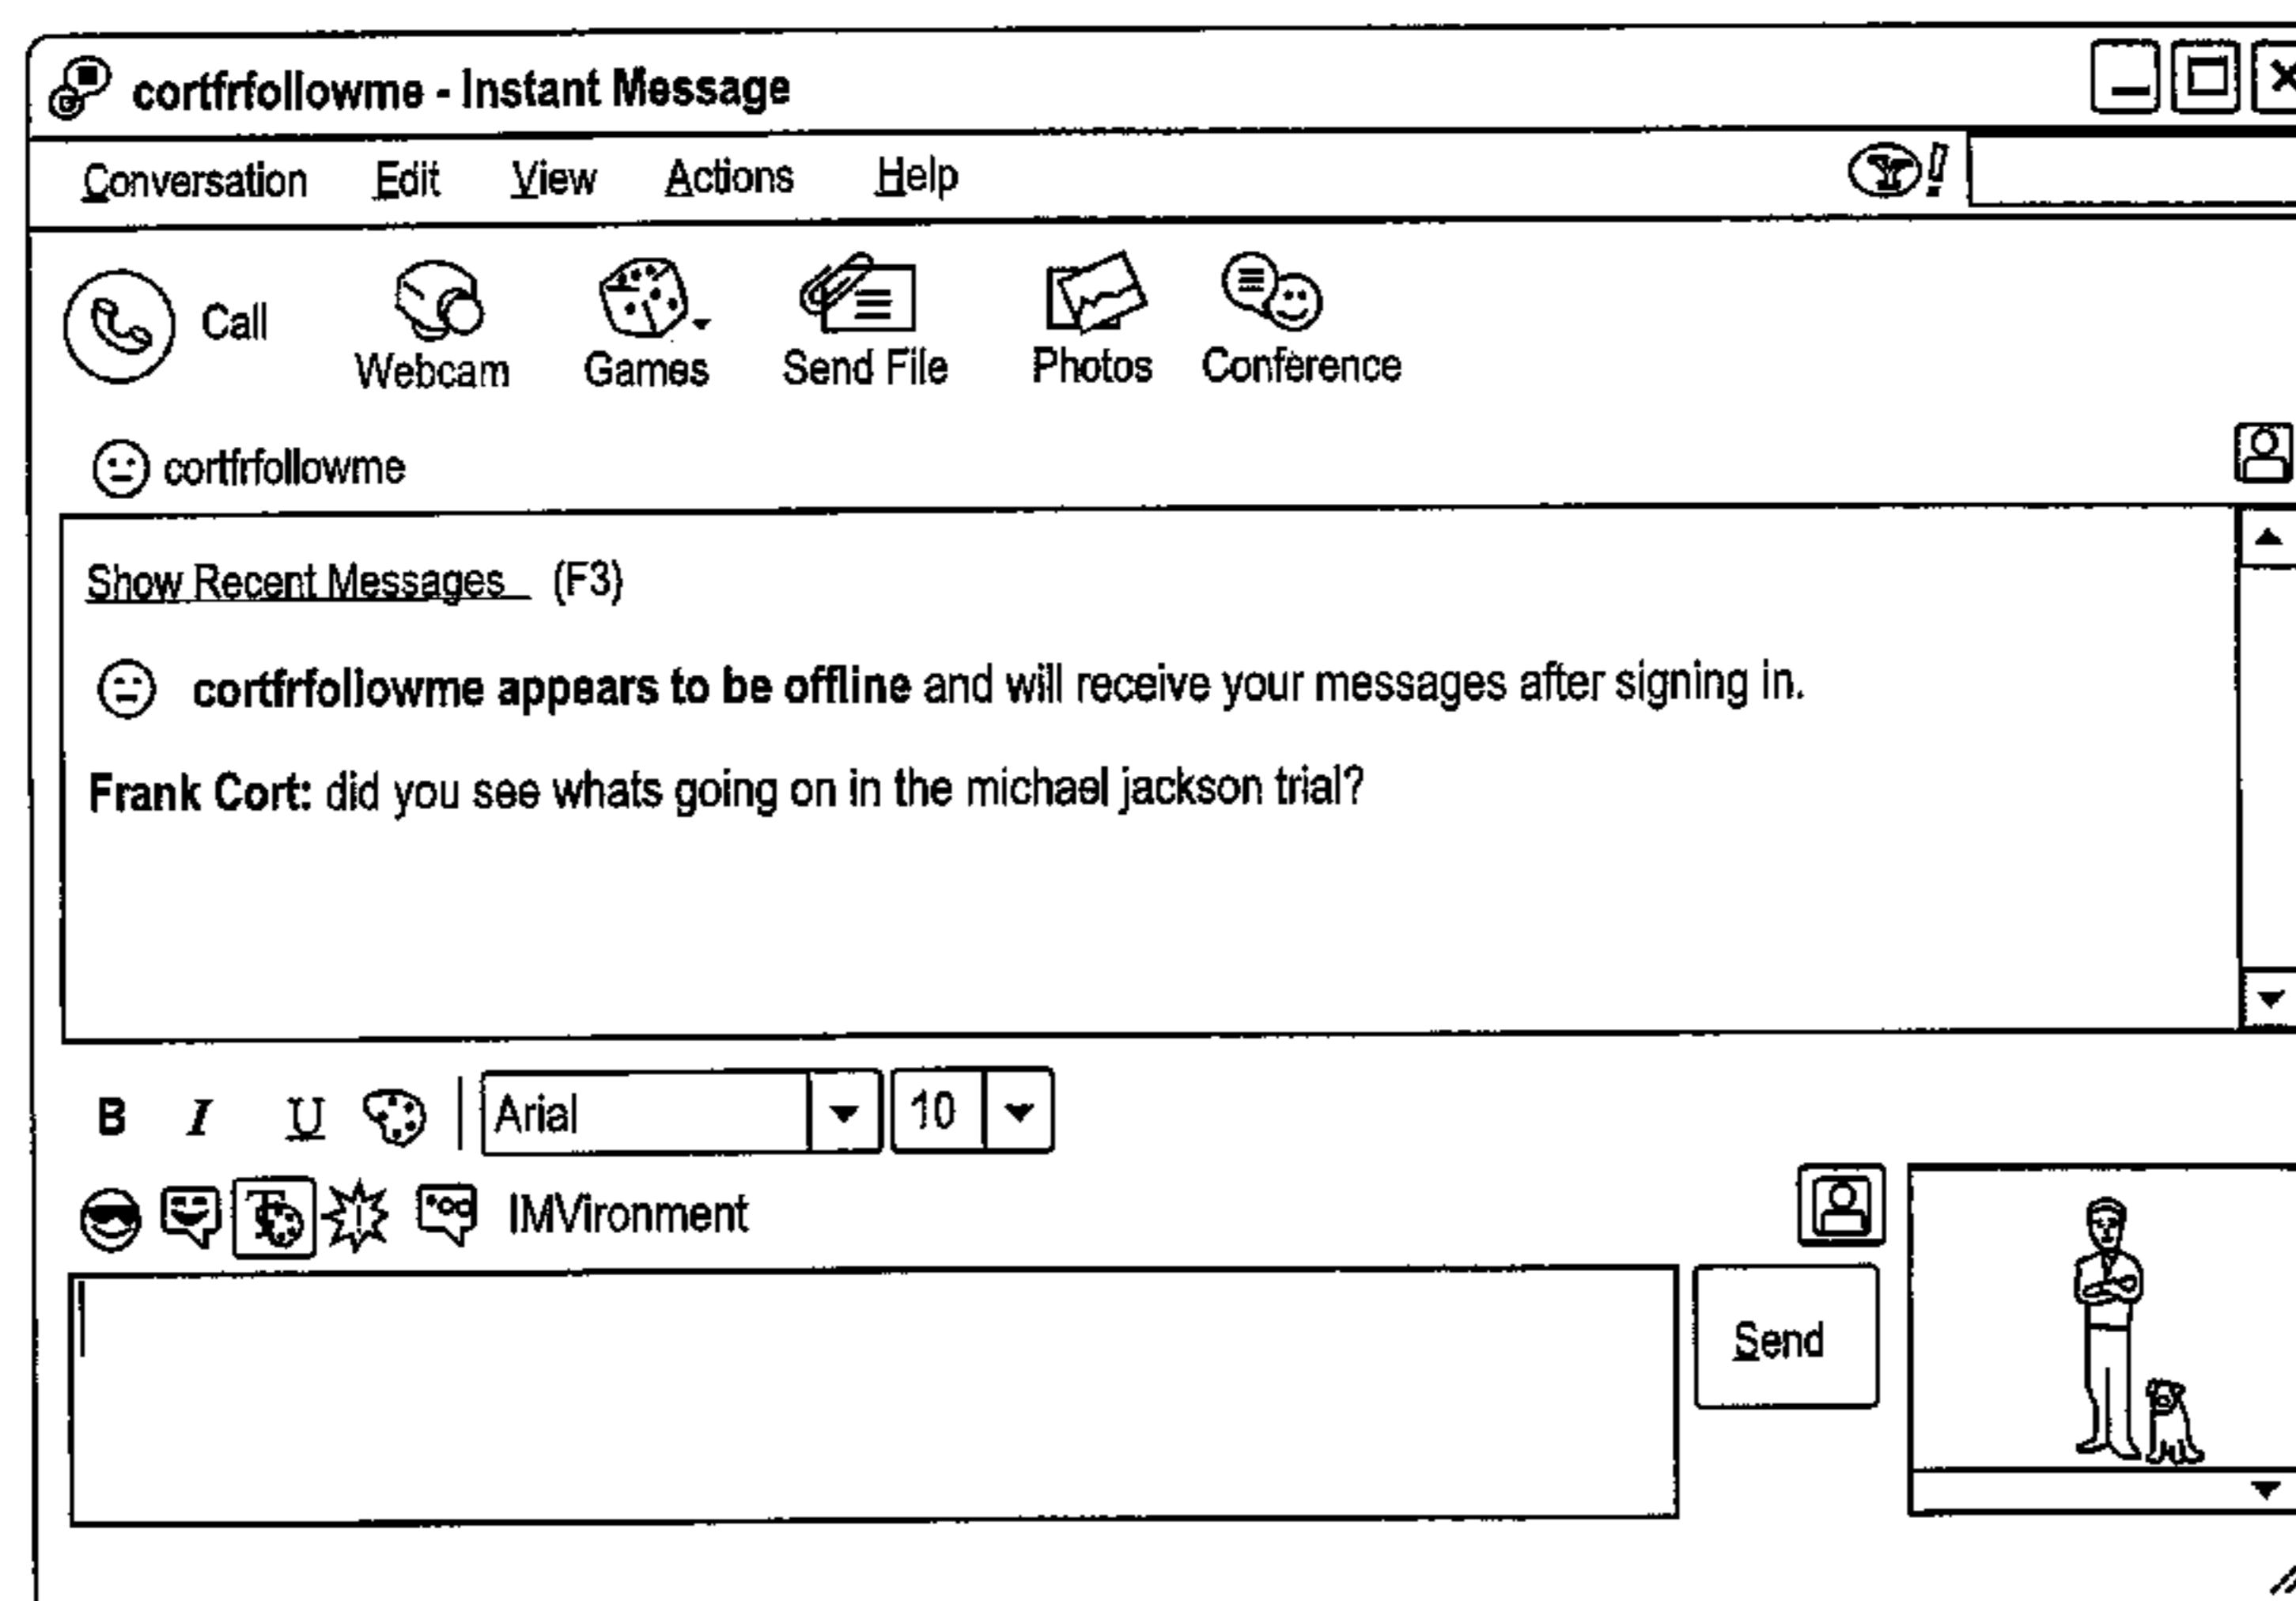 cortfrfollowme - Instant Message
Conversation Edit View Actions Help Y!
Call Webcam Games Send File Photos Conference
cortfrfollowme
Show Recent Messages (F3)
cortfrfollowme appears to be offline and will receive your messages after signing in.
Frank Cort: did you see whats going on in the michael jackson trial?
B I U Arial 10
T IMVironment
Send